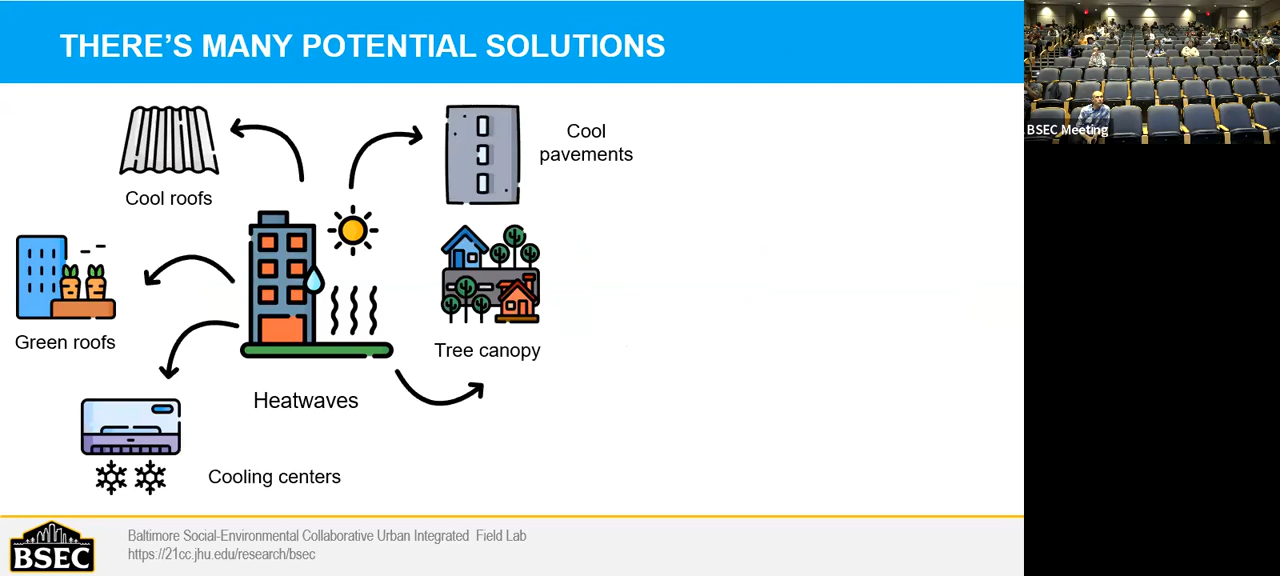 THERE'S MANY POTENTIAL SOLUTIONS
BSEC Meeting
Cool
pavements
Cool roofs
Green roofs
Tree canopy
Heatwaves
Cooling centers
BSEC
Baltimore Social-Environmental Collaborative Urban Integrated Field Lab
https://21cc.jhu.edu/research/bsec